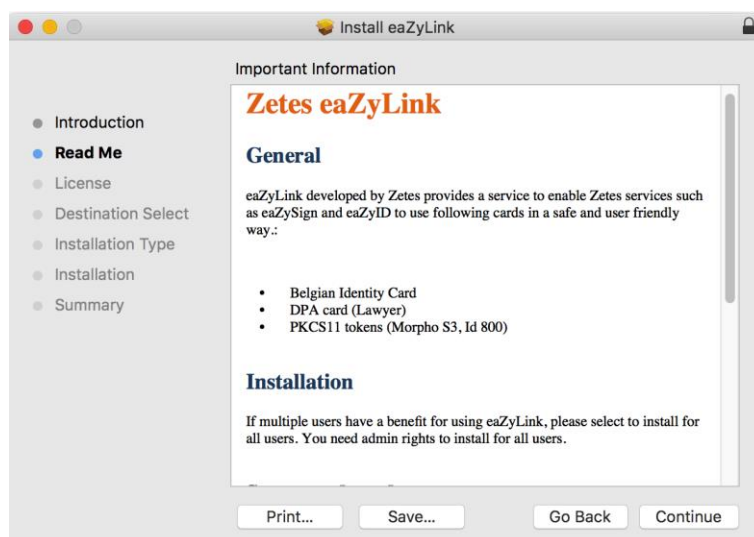 Install eaZyLink
Important Information
Introduction
Read Me
License
Destination Select
Installation Type
Installation
Summary
Zetes eaZyLink
General
eaZyLink developed by Zetes provides a service to enable Zetes services such
as eaZySign and eaZyID to use following cards in a safe and user friendly
way.:
• Belgian Identity Card
• DPA card (Lawyer)
• PKCS11 tokens (Morpho S3, Id 800)
Installation
If multiple users have a benefit for using eaZyLink, please select to install for
all users. You need admin rights to install for all users.
Print...
Save...
Go Back
Continue